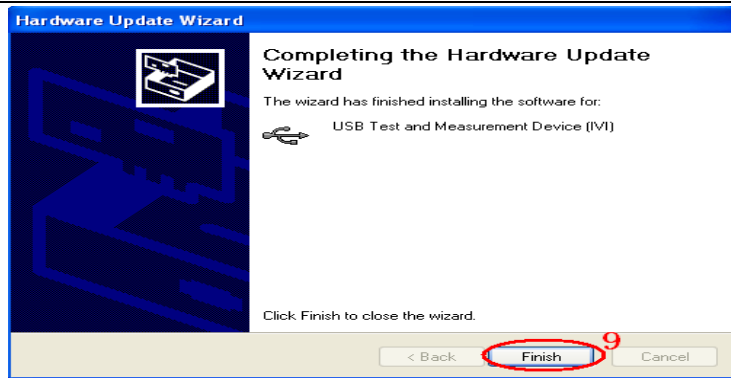 Hardware Update Wizard
Completing the Hardware Update
Wizard
The wizard has finished installing the software for:
USB Test and Measurement Device (IVI)
Click Finish to close the wizard.
9
< Back Finish Cancel